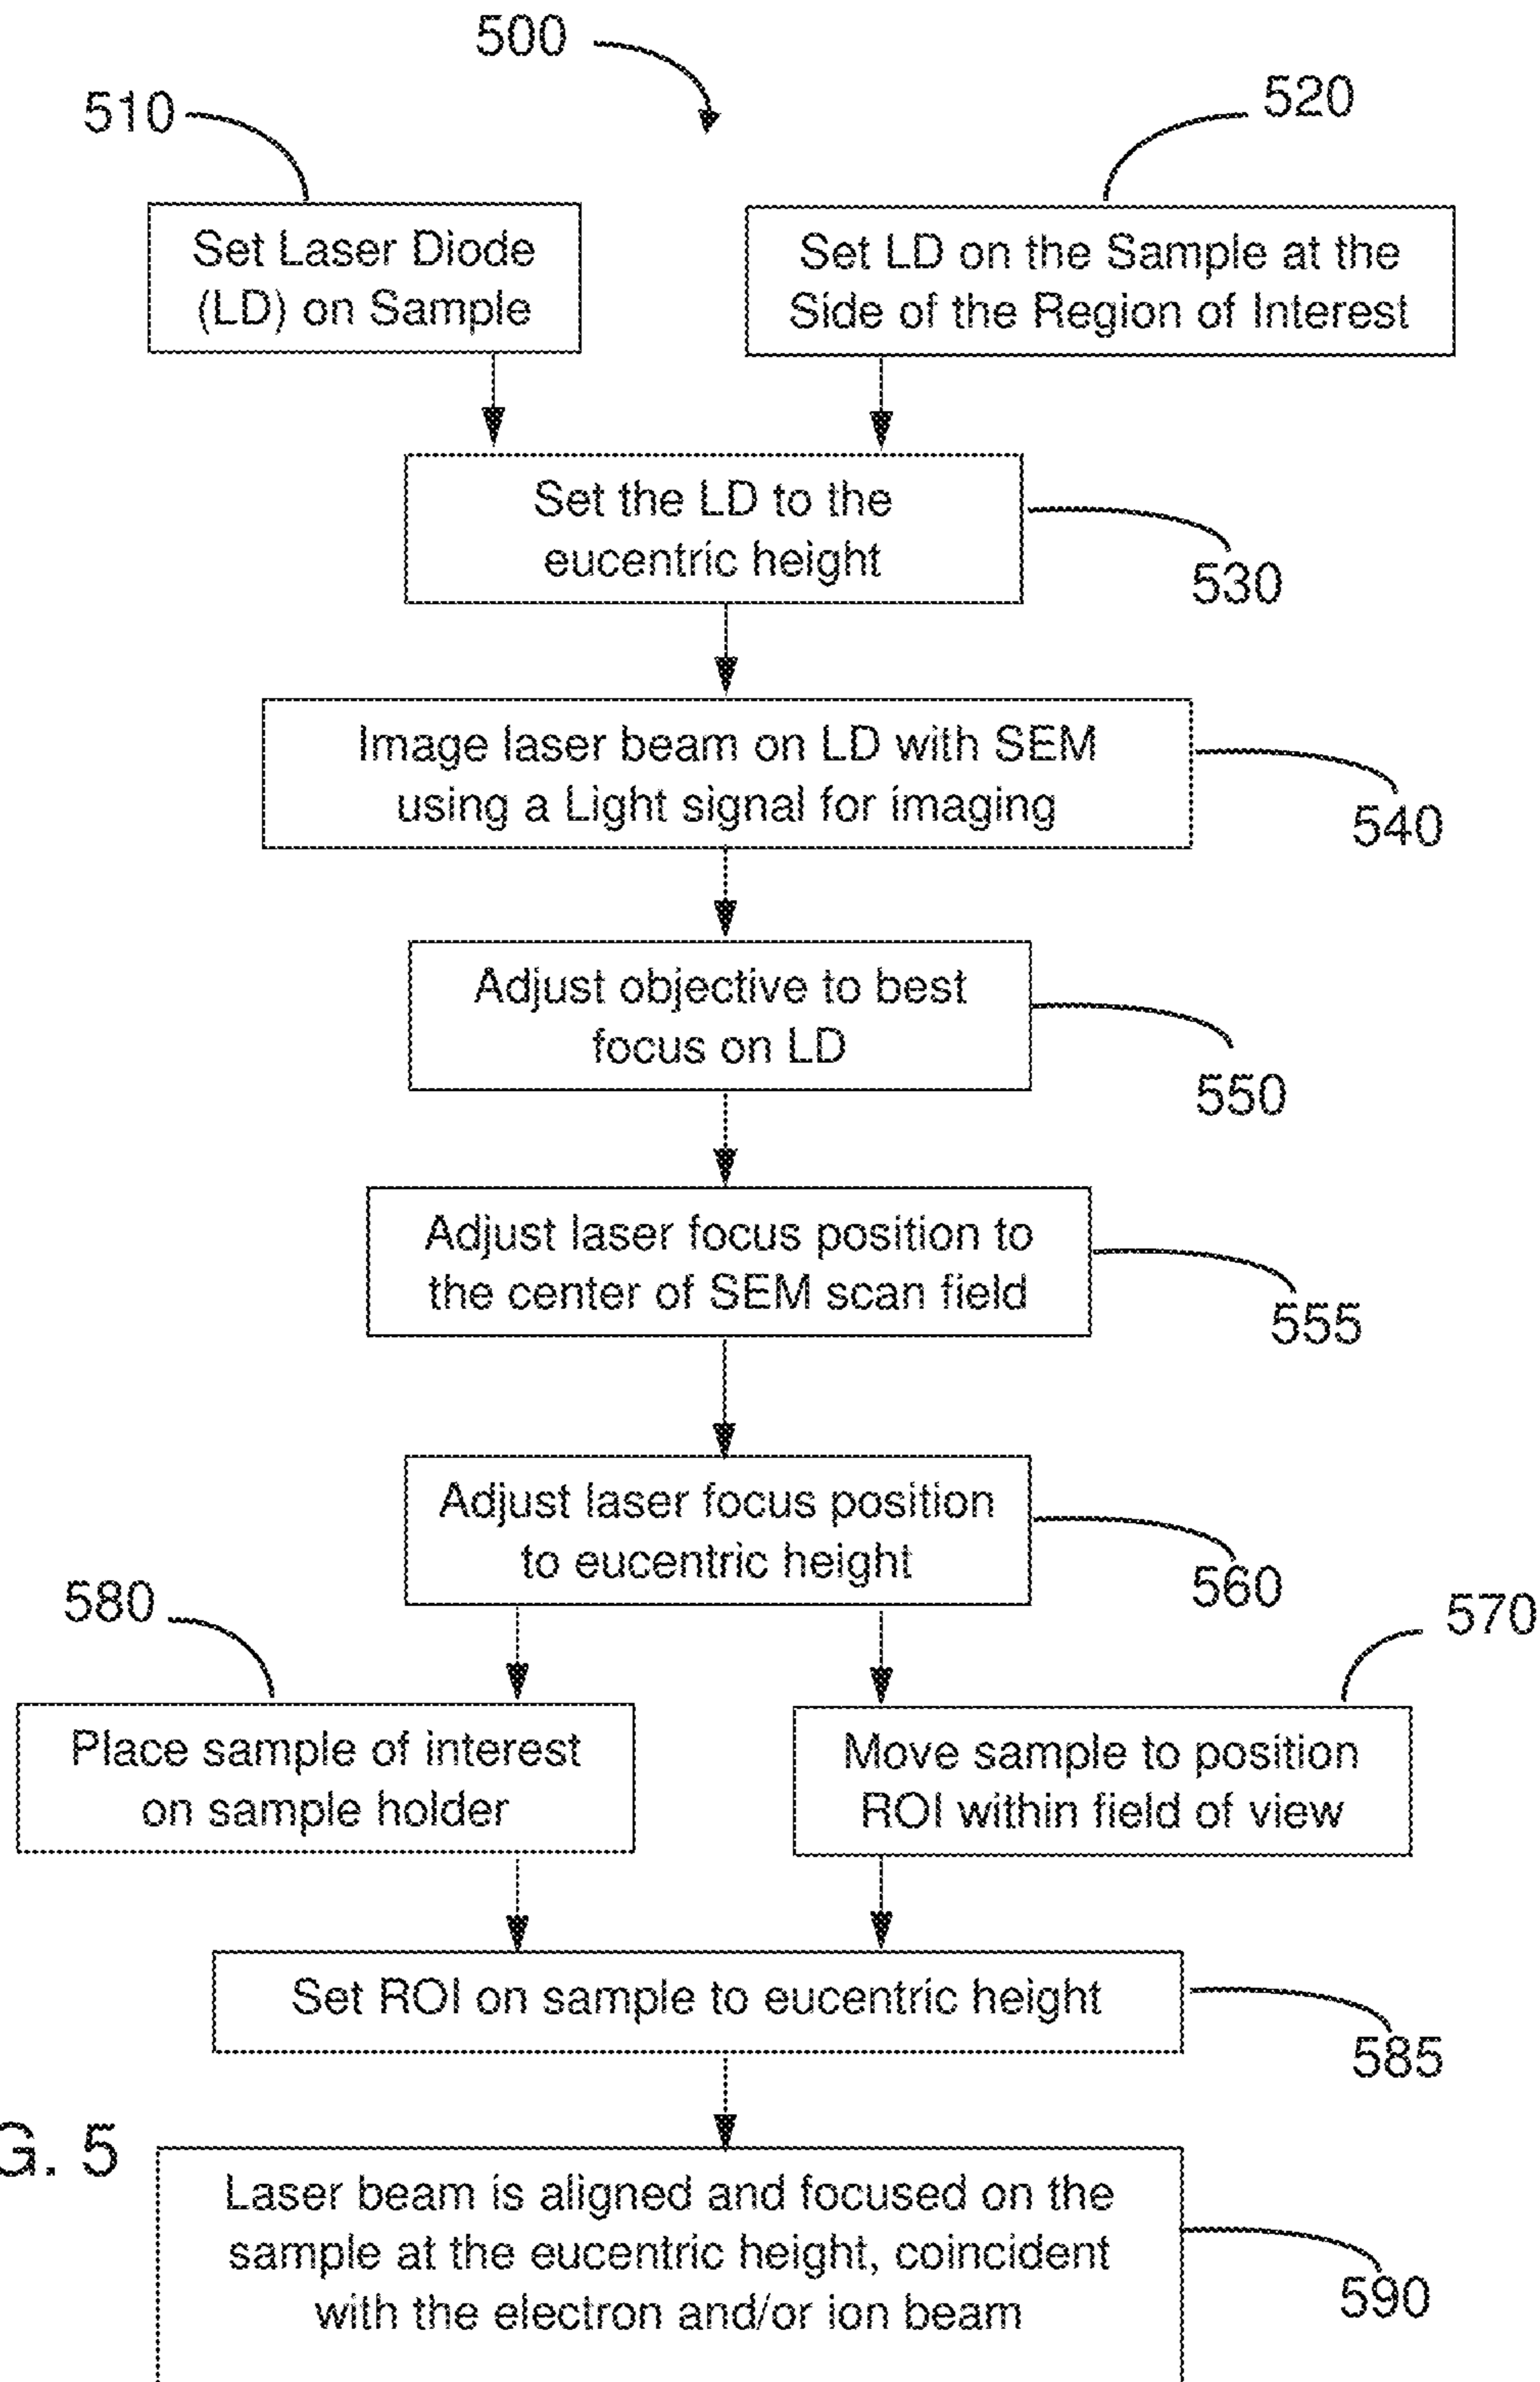 500
510
520
Set Laser Diode
(LD) on Sample
Set LD on the Sample at the
Side of the Region of Interest
Set the LD to the
eucentric height
530
Image laser beam on LD with SEM
using a Light signal for imaging
540
Adjust objective to best
focus on LD
550
Adjust laser focus position to
the center of SEM scan field
555
Adjust laser focus position
to eucentric height
560
580
570
Place sample of interest
on sample holder
Move sample to position
ROI within field of view
Set ROI on sample to eucentric height
585
G. 5
Laser beam is aligned and focused on the
sample at the eucentric height, coincident
with the electron and/or ion beam
590